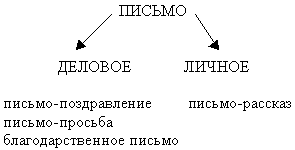 ПИСЬМО
ДЕЛОВОЕ ЛИЧНОЕ
письмо-поздравление письмо-рассказ
письмо-просьба
благодарственное письмо